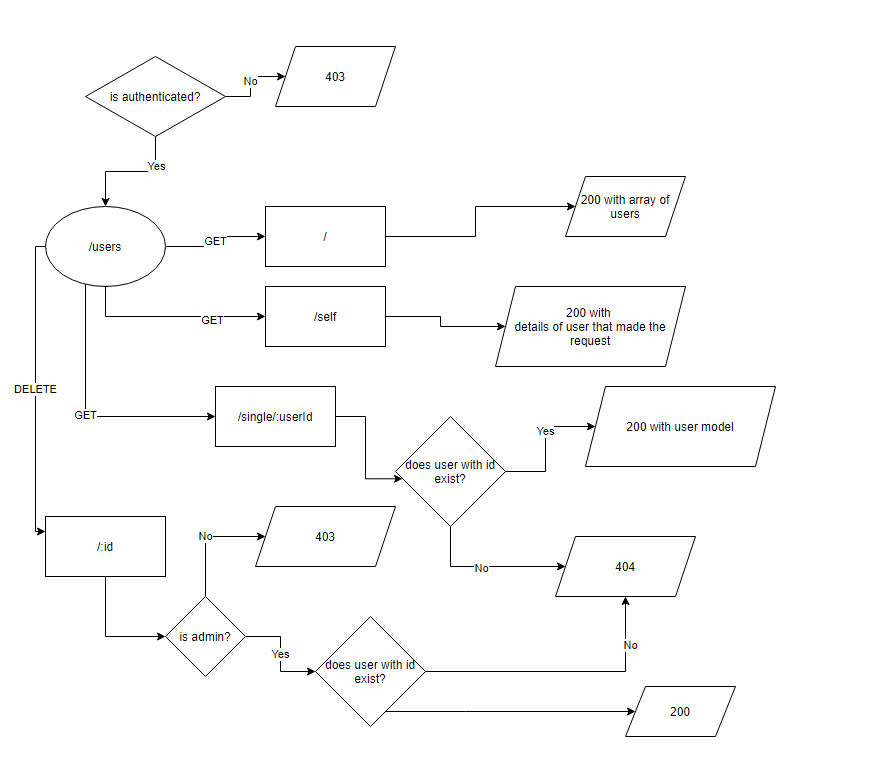 403
is authenticated?
No
Yes
200 with array of
users
/users
GET
/
/self
GET
200 with
details of user that made the
request
DELETE
GET
/single/:userId
does user with id
exist?
Yes
200 with user model
/:id
No
403
No
404
is admin?
Yes
does user with id
exist?
No
200